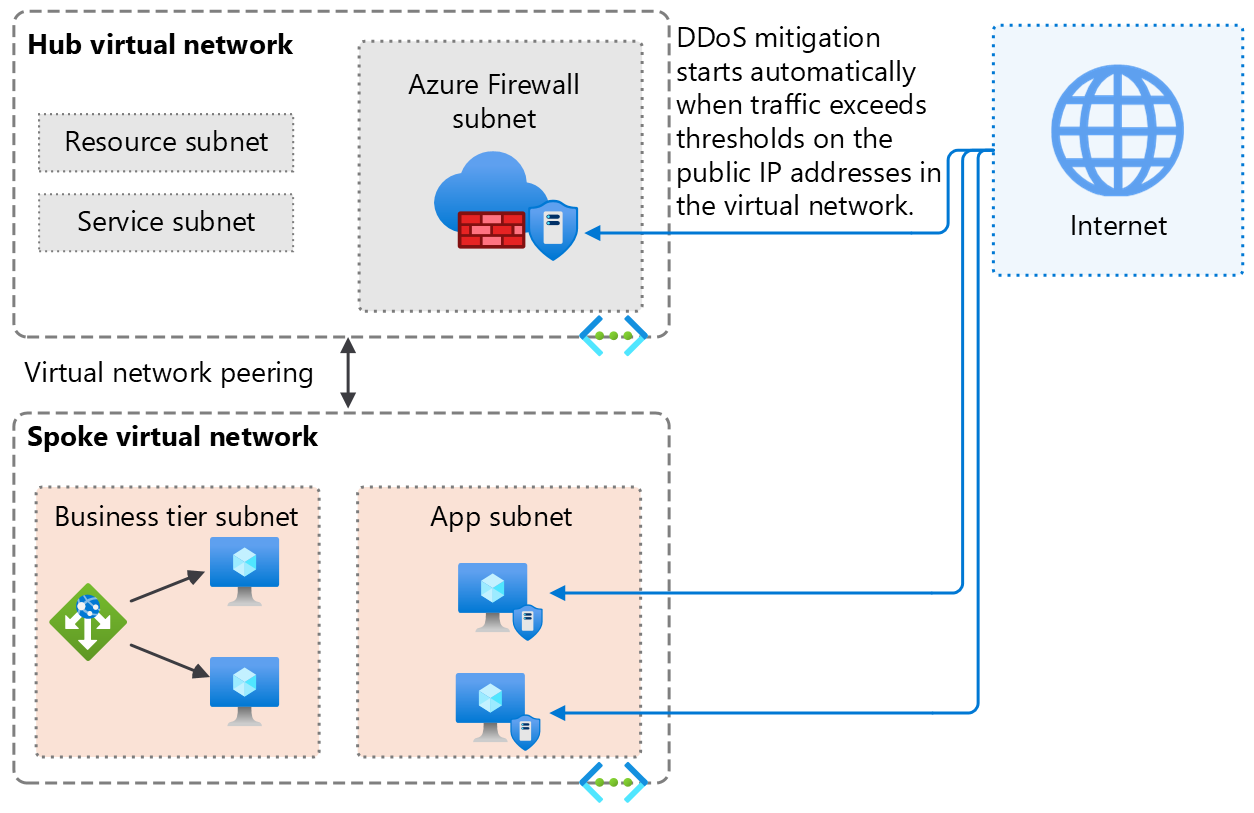 Hub virtual network
Azure Firewall
subnet
Resource subnet
Service subnet
DDoS mitigation
starts automatically
when traffic exceeds
thresholds on the
public IP addresses in
the virtual network.
Internet
Virtual network peering
Spoke virtual network
Business tier subnet
App subnet